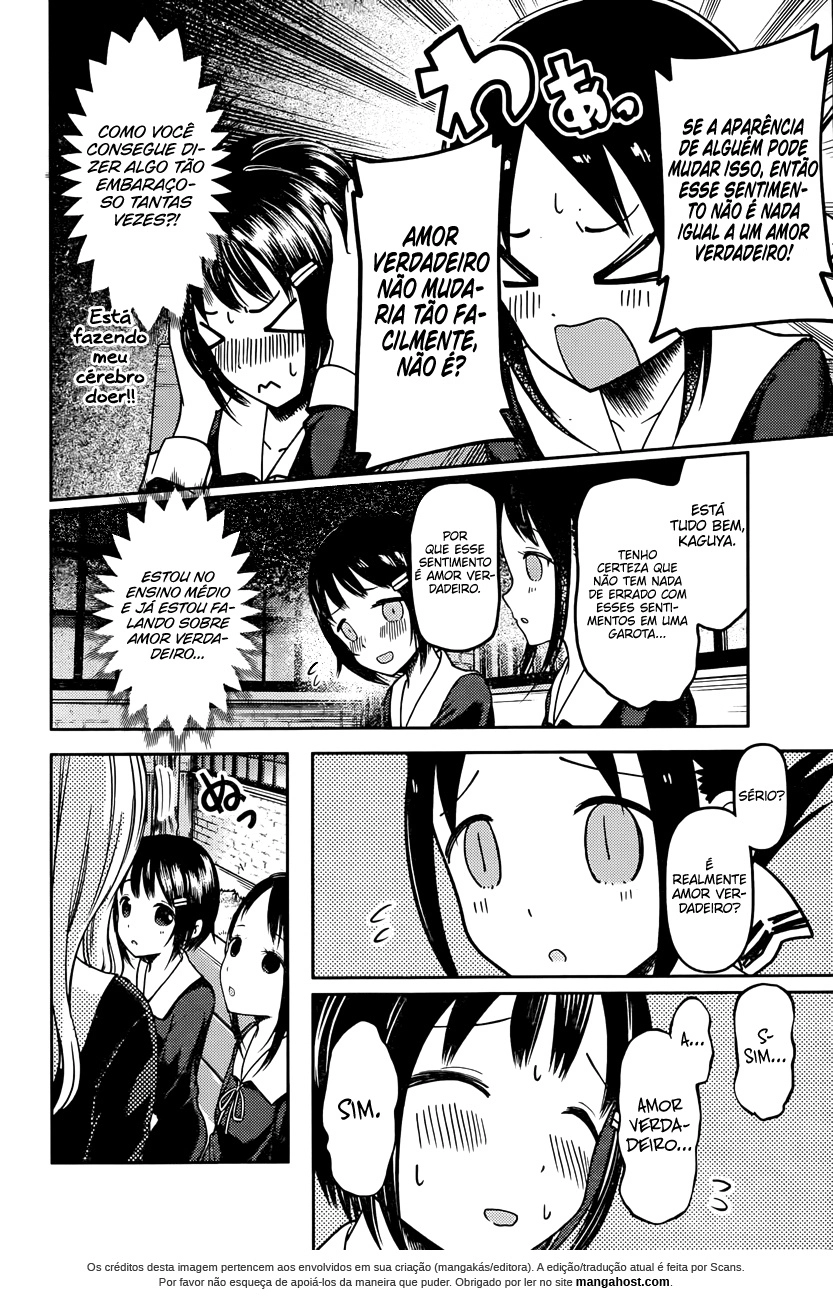 わぁっ
SE A APARÊNCIA
DE ALGUÉM PODE
MUDAR ISSO, ENTÃO
ESSE SENTIMEN-
TO NÃO É NADA
IGUAL A UM AMOR
VERDADEIRO!
AMOR
VERDADEIRO
NÃO MUDA-
RIA TÃO FA-
CILMENTE,
NÃO É?
COMO VOCÊ
CONSEGUE DI-
ZER ALGO TÃO
EMBARAÇO-
SO TANTAS
VEZES?!
Está
fazendo
meu
cérebro
doer!!
ESTÁ
TUDO BEM,
KAGUYA.
TENHO
CERTEZA QUE
NÃO TEM NADA
DE ERRADO COM
ESSES SENTI-
MENTOS EM UMA
GAROTA...
POR
QUE ESSE
SENTIMENTO
É AMOR VER-
DADEIRO.
ESTOU NO
ENSINO MÉDIO
E JÁ ESTOU FA-
LANDO SOBRE
AMOR VERDA-
DEIRO...
SÉRIO?
É
REALMENTE
AMOR VER-
DADEIRO?
S-
SIM...
A...
AMOR
VERDA-
DEIRO...
SIM.
ぬっ
Os créditos desta imagem pertencem aos envolvidos em sua criação (mangakás/editora). A edição/tradução atual é feita por Scans.
Por favor não esqueça de apoiá-los da maneira que puder. Obrigado por ler no site mangahost.com.